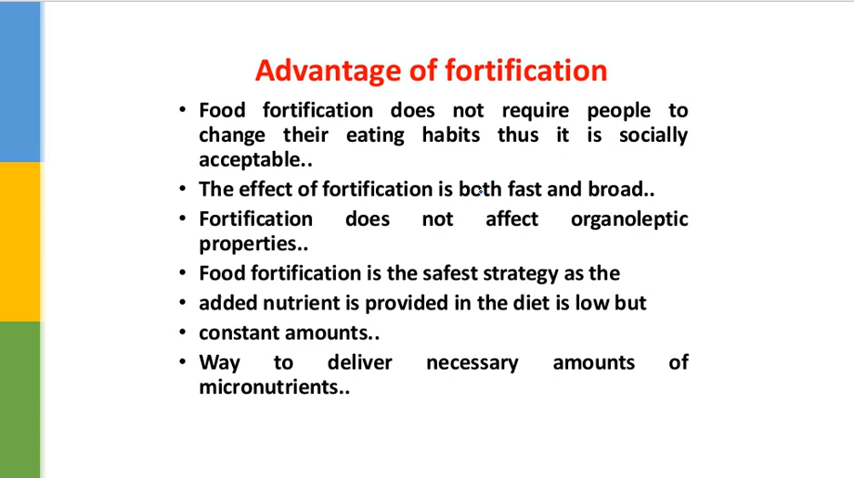 Advantage of fortification
• Food fortification does not require people to
change their eating habits thus it is socially
acceptable..
• The effect of fortification is both fast and broad..
• Fortification does not affect organoleptic
properties..
• Food fortification is the safest strategy as the
• added nutrient is provided in the diet is low but
• constant amounts..
• Way to deliver necessary amounts of
micronutrients..